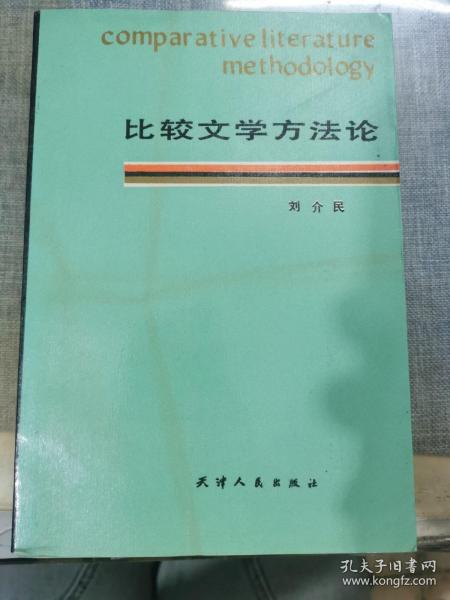 comparative literature
methodology
比较文学方法论
刘介民
天津人民出版社
孔夫子旧书网
www.kongfz.com